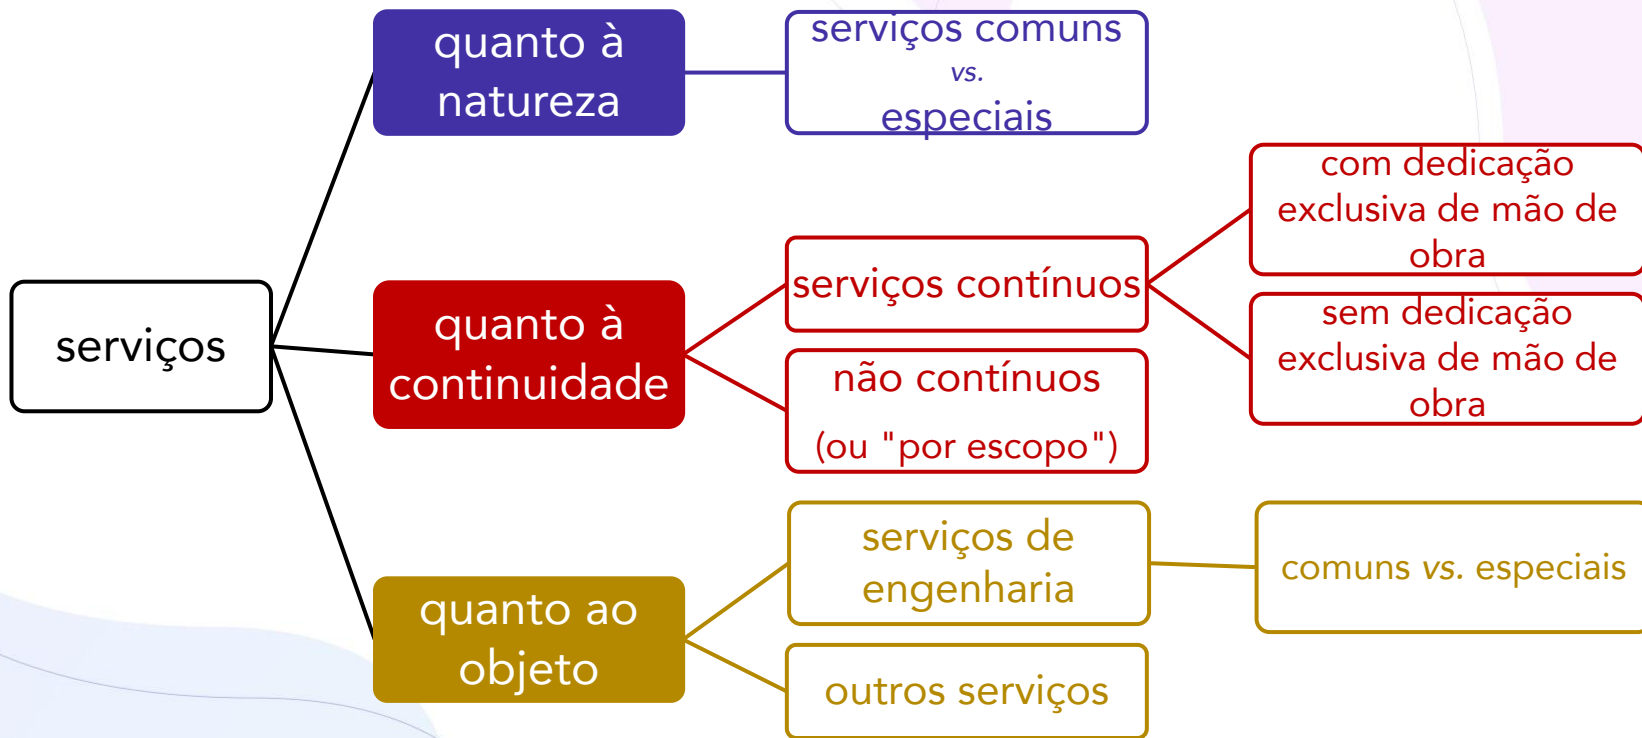 serviços
quanto à
natureza
serviços comuns
vs.
especiais
quanto à
continuidade
serviços contínuos
com dedicação
exclusiva de mão de
obra
sem dedicação
exclusiva de mão de
obra
não contínuos
(ou "por escopo")
quanto ao
objeto
serviços de
engenharia
comuns vs. especiais
outros serviços